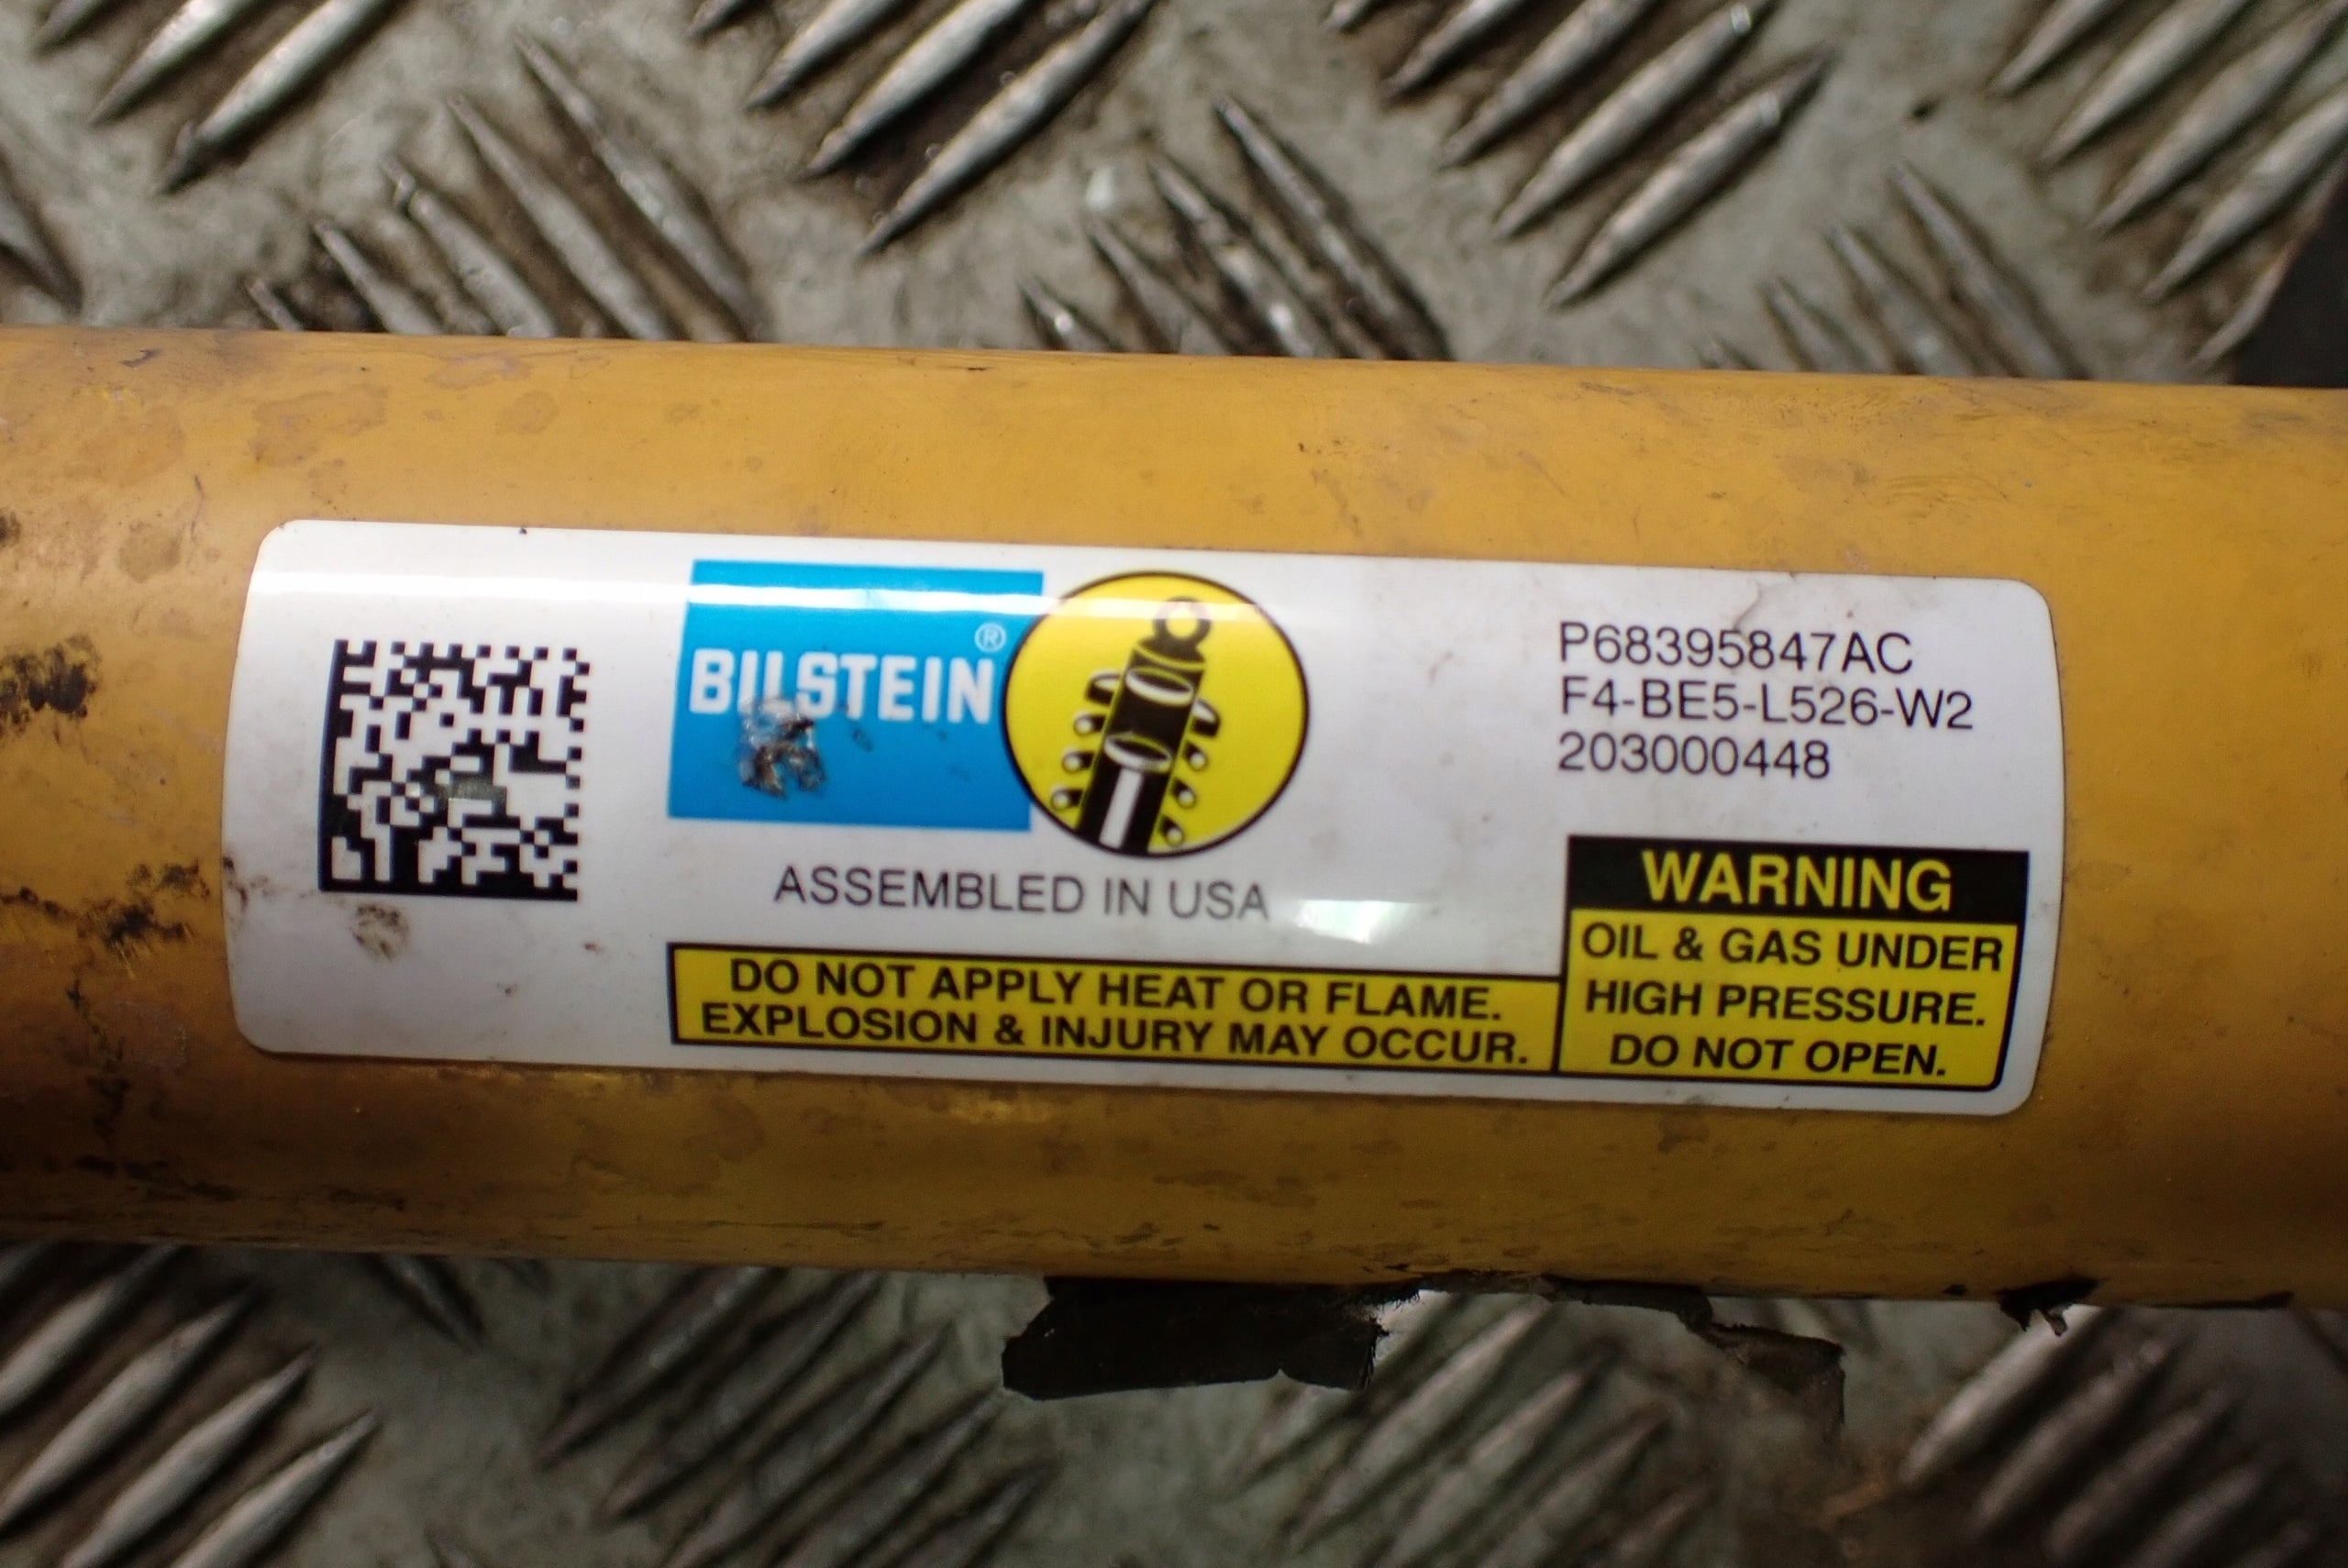 BILSTEIN®
ASSEMBLED IN USA
P68395847AC
F4-BE5-L526-W2
203000448
WARNING
OIL & GAS UNDER
HIGH PRESSURE.
DO NOT OPEN.
DO NOT APPLY HEAT OR FLAME.
EXPLOSION & INJURY MAY OCCUR.